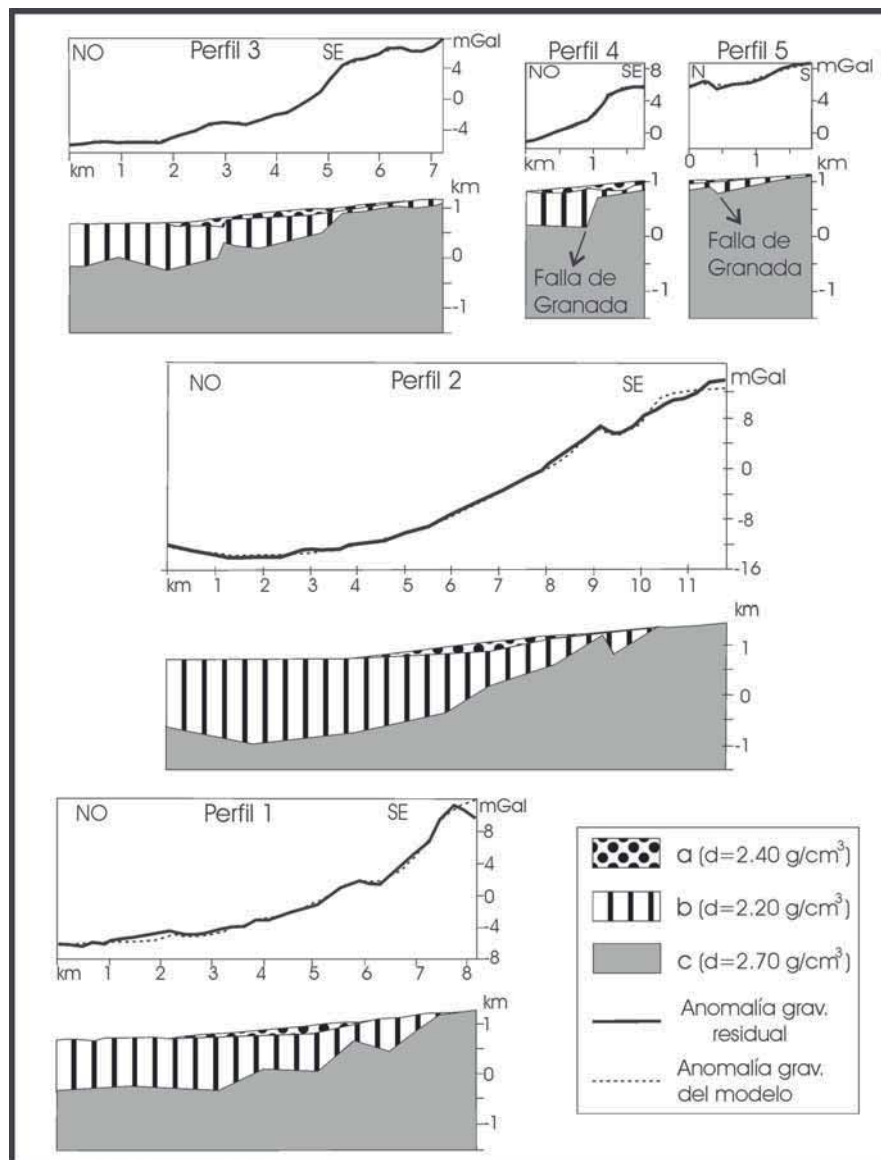 Perfil 3
NO
SE
mGal
4
0
-4
km 1 2 3 4 5 6 7
km
1
0
-1
Perfil 4
NO
SE
8
4
0
km 1
Falla de
Granada
Perfil 5
N
S
mGal
8
4
0
0 1 km
km
1
0
-1
Falla de
Granada
1
0
-1
NO
Perfil 2
SE
mGal
8
0
-8
-16
km 1 2 3 4 5 6 7 8 9 10 11
km
1
0
-1
NO
Perfil 1
SE
mGal
8
4
0
-4
-8
km 1 2 3 4 5 6 7 8
km
1
0
-1
a (d=2.40 g/cm³)
b (d=2.20 g/cm³)
c (d=2.70 g/cm³)
Anomalía grav.
residual
Anomalía grav.
del modelo